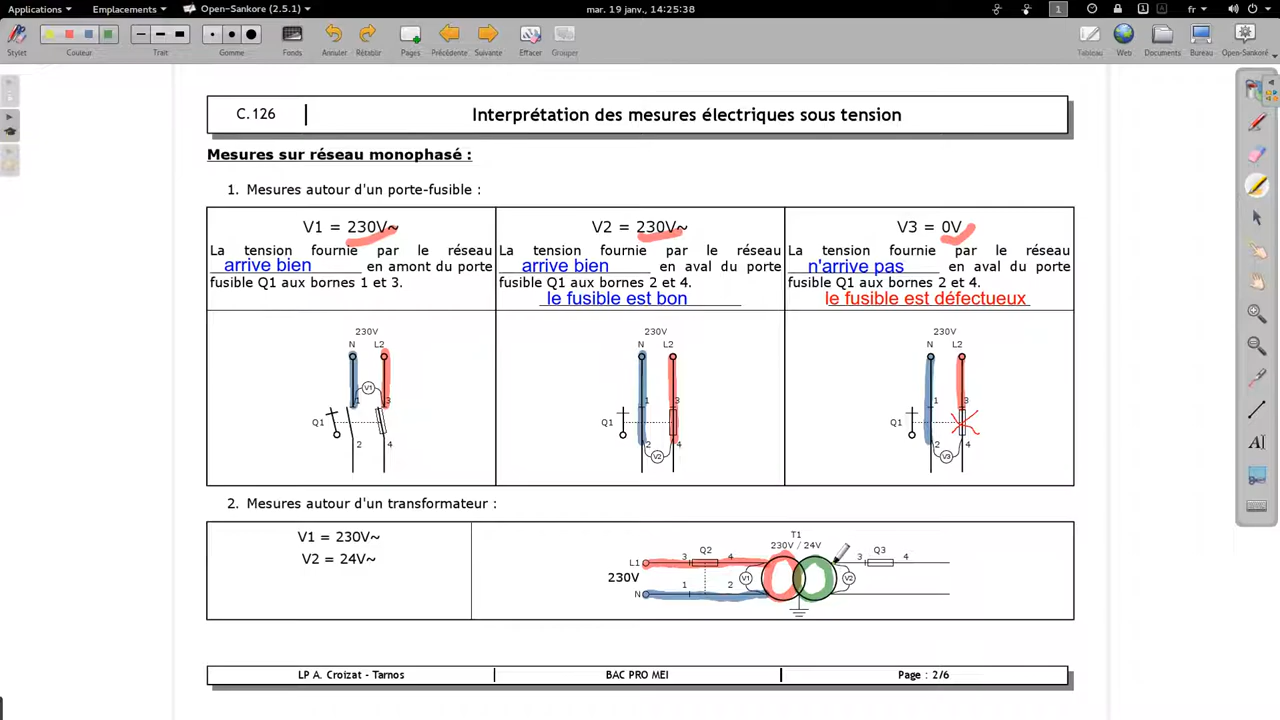 Applications Emplacements Open-Sankore (2.5.1) mar. 19 janv., 14:25:38 1 1 A fr
Stylet Couleur Trait Gomme Fonds Annuler Rétablir Pages Précédente Suivante Effacer Grouper Tableau Web Documents Bureau Open-Sankoré
C.126 Interprétation des mesures électriques sous tension
Mesures sur réseau monophasé :
1. Mesures autour d'un porte-fusible :
V1 = 230V~
La tension fournie par le réseau
arrive bien en amont du porte
fusible Q1 aux bornes 1 et 3.
V2 = 230V~
La tension fournie par le réseau
arrive bien en aval du porte
fusible Q1 aux bornes 2 et 4.
le fusible est bon
V3 = 0V
La tension fournie par le réseau
n'arrive pas en aval du porte
fusible Q1 aux bornes 2 et 4.
le fusible est défectueux
230V
N L2
V1
1 3
Q1
2 4
230V
N L2
1 3
Q1
2 4
V2
230V
N L2
1 3
Q1
2 4
V3
2. Mesures autour d'un transformateur :
V1 = 230V~
V2 = 24V~
T1
230V / 24V
L1 3 Q2 4 3 Q3 4
230V V1 V2
N 1 2
LP A. Croizat - Tarnos BAC PRO MEI Page : 2/6